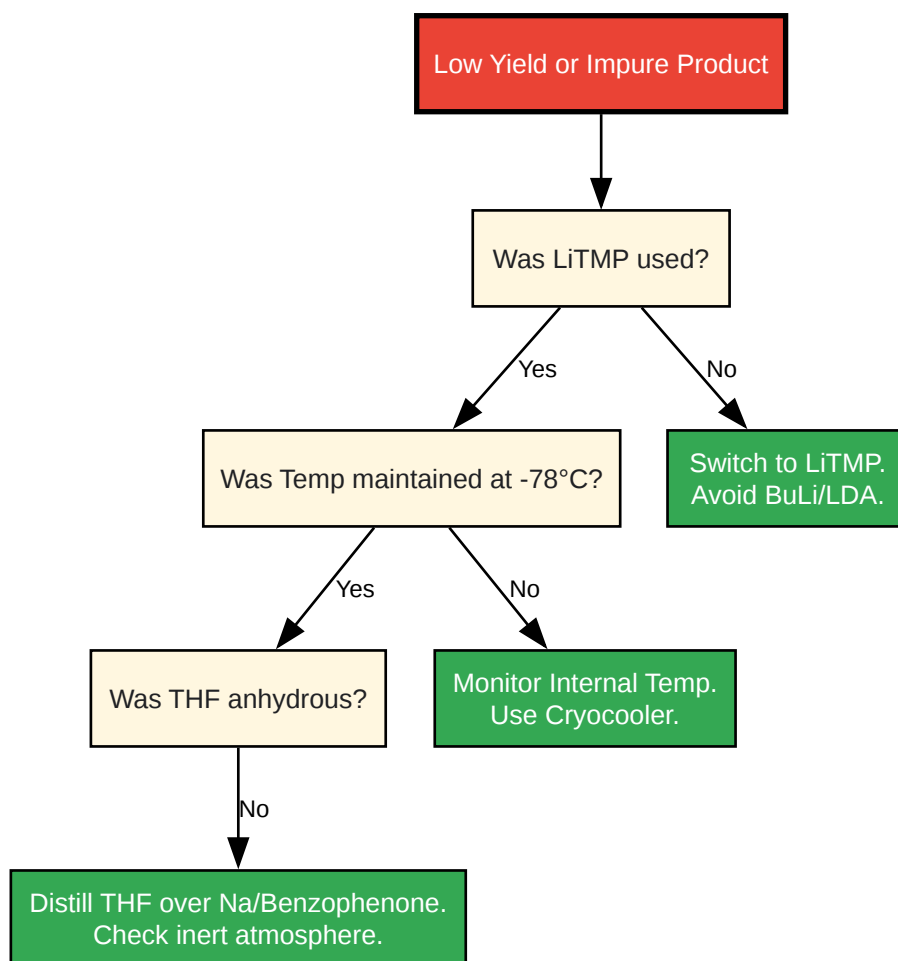 Low Yield or Impure Product
Was LiTMP used?
Yes
No
Was Temp maintained at -78°C?
Switch to LiTMP.
Avoid BuLi/LDA.
Yes
No
Was THF anhydrous?
Monitor Internal Temp.
Use Cryocooler.
No
Distill THF over Na/Benzophenone.
Check inert atmosphere.